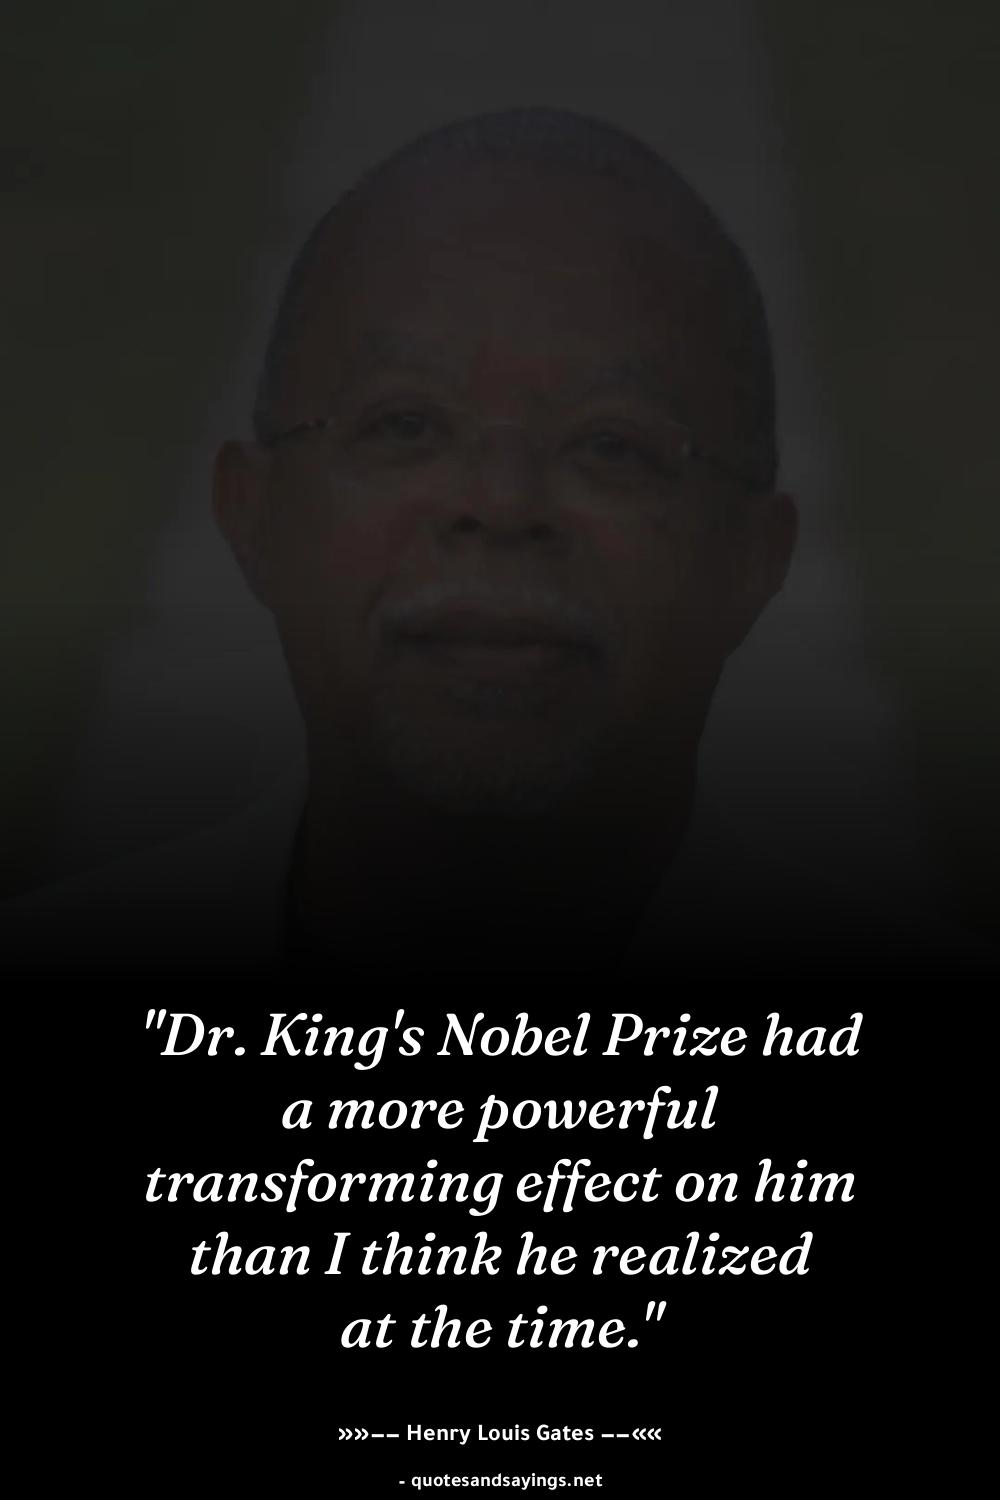 "Dr. King's Nobel Prize had
a more powerful
transforming effect on him
than I think he realized
at the time."
»»–– Henry Louis Gates ––««
- quotesandsayings.net